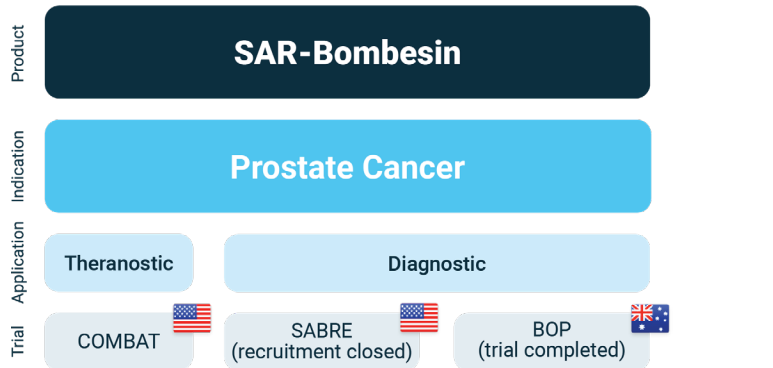 Product
SAR-Bombesin
Indication
Prostate Cancer
Application
Theranostic
Diagnostic
Trial
COMBAT
SABRE
(recruitment closed)
BOP
(trial completed)